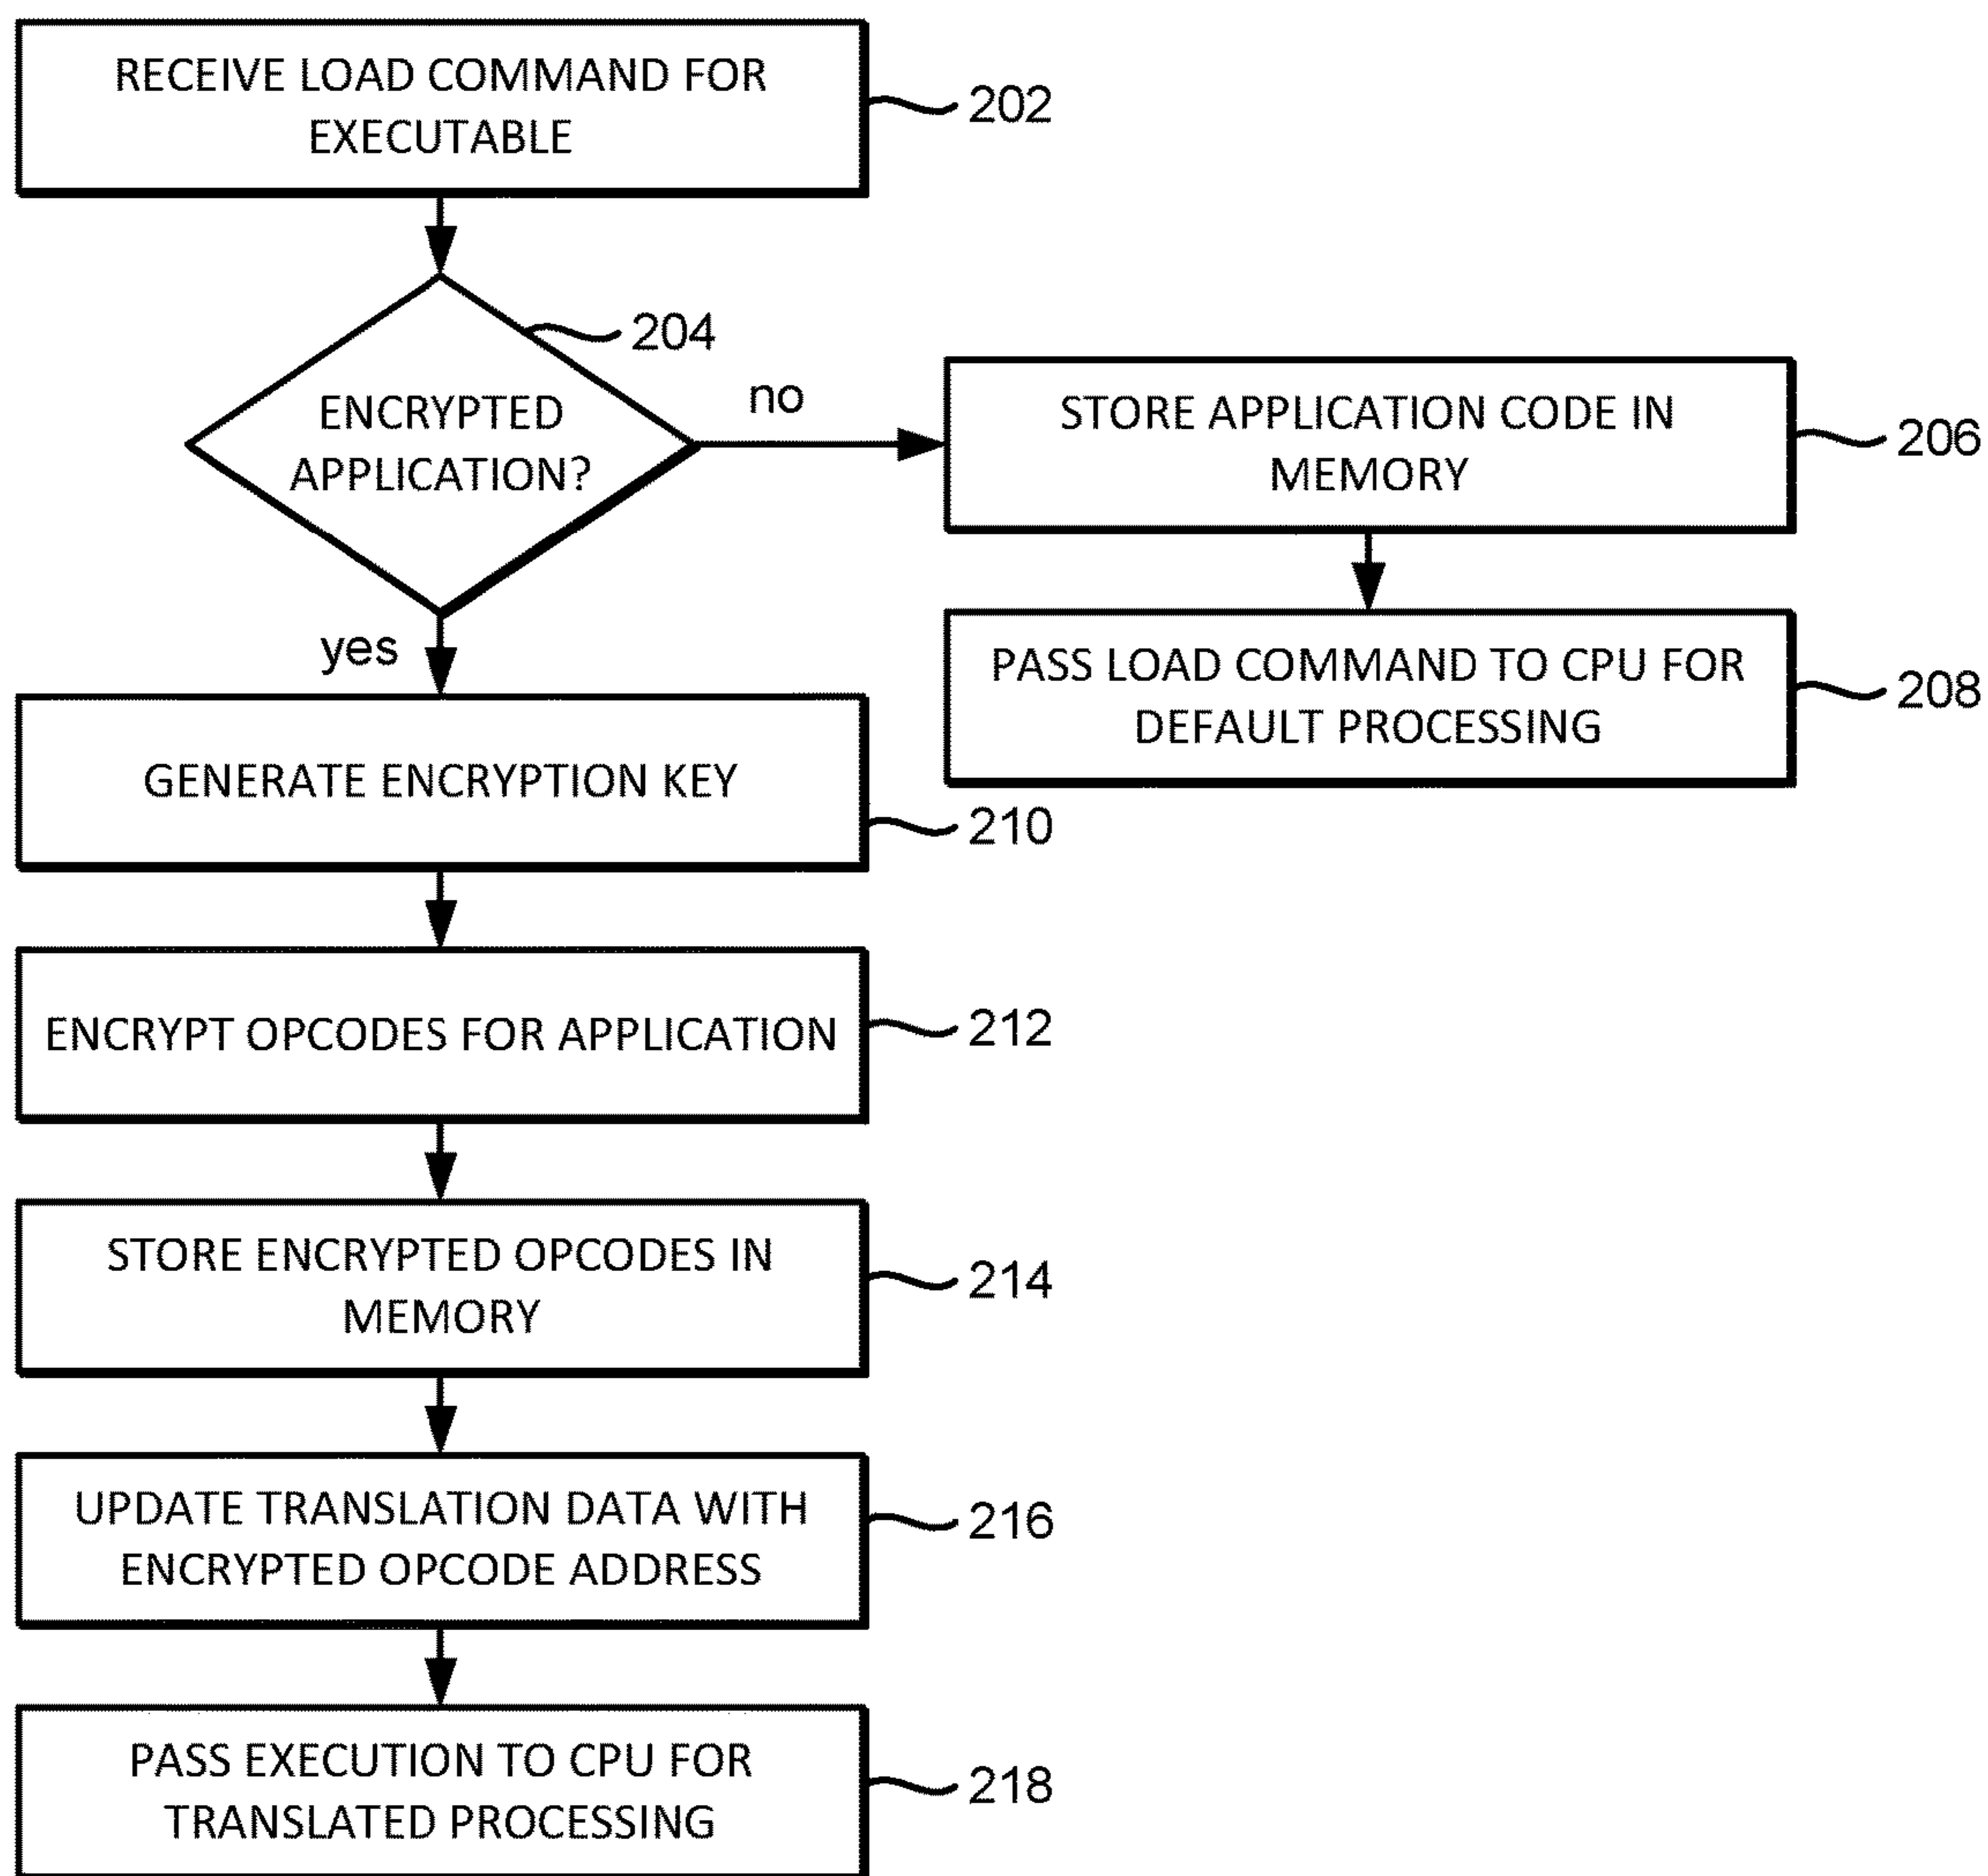 RECEIVE LOAD COMMAND FOR
EXECUTABLE
202
204
ENCRYPTED
APPLICATION?
no
STORE APPLICATION CODE IN
MEMORY
206
yes
PASS LOAD COMMAND TO CPU FOR
DEFAULT PROCESSING
208
GENERATE ENCRYPTION KEY
210
ENCRYPT OPCODES FOR APPLICATION
212
STORE ENCRYPTED OPCODES IN
MEMORY
214
UPDATE TRANSLATION DATA WITH
ENCRYPTED OPCODE ADDRESS
216
PASS EXECUTION TO CPU FOR
TRANSLATED PROCESSING
218